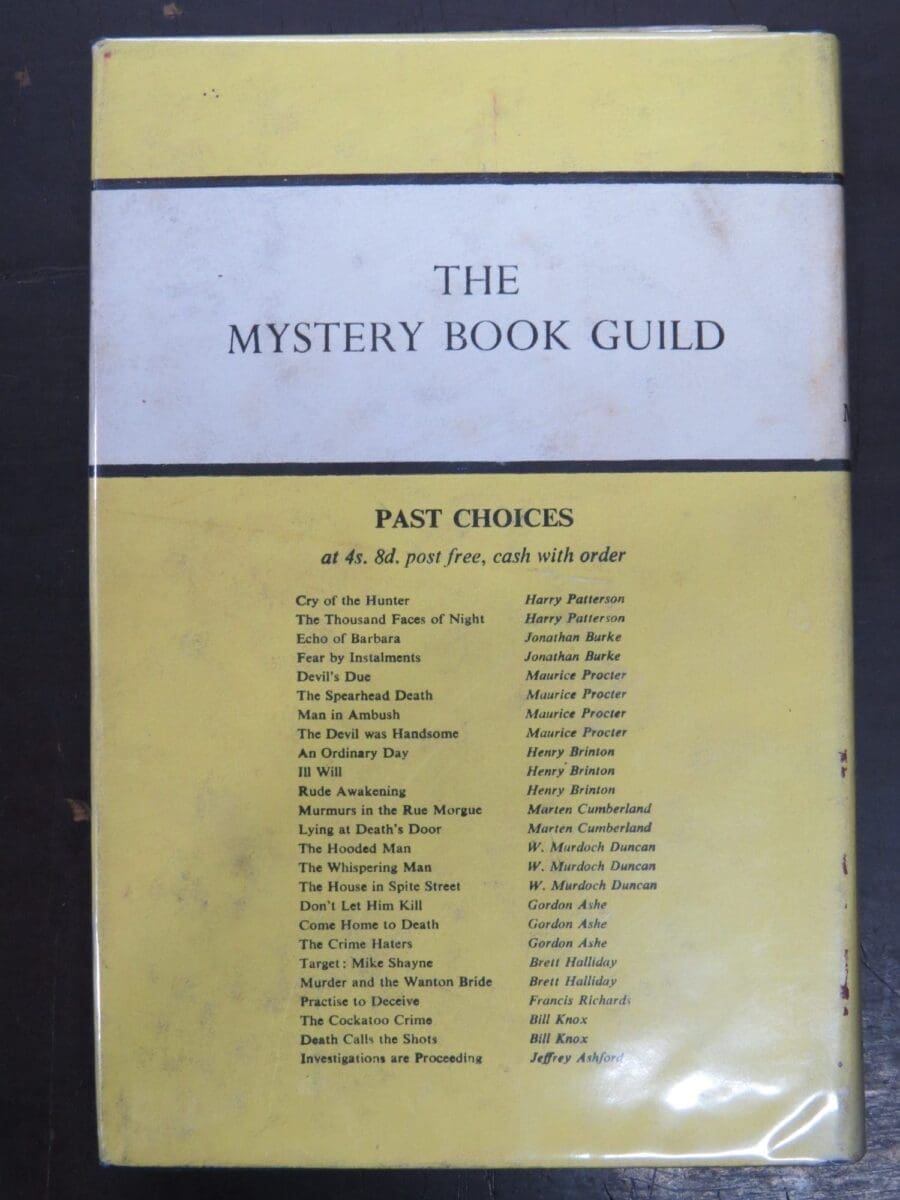 THE
MYSTERY BOOK GUILD
PAST CHOICES
at 4s. 8d. post free, cash with order
Cry of the Hunter Harry Patterson
The Thousand Faces of Night Harry Patterson
Echo of Barbara Jonathan Burke
Fear by Instalments Jonathan Burke
Devil's Due Maurice Procter
The Spearhead Death Maurice Procter
Man in Ambush Maurice Procter
The Devil was Handsome Maurice Procter
An Ordinary Day Henry Brinton
Ill Will Henry Brinton
Rude Awakening Henry Brinton
Murmurs in the Rue Morgue Marten Cumberland
Lying at Death's Door Marten Cumberland
The Hooded Man W. Murdoch Duncan
The Whispering Man W. Murdoch Duncan
The House in Spite Street W. Murdoch Duncan
Don't Let Him Kill Gordon Ashe
Come Home to Death Gordon Ashe
The Crime Haters Gordon Ashe
Target: Mike Shayne Brett Halliday
Murder and the Wanton Bride Brett Halliday
Practise to Deceive Francis Richards
The Cockatoo Crime Bill Knox
Death Calls the Shots Bill Knox
Investigations are Proceeding Jeffrey Ashford